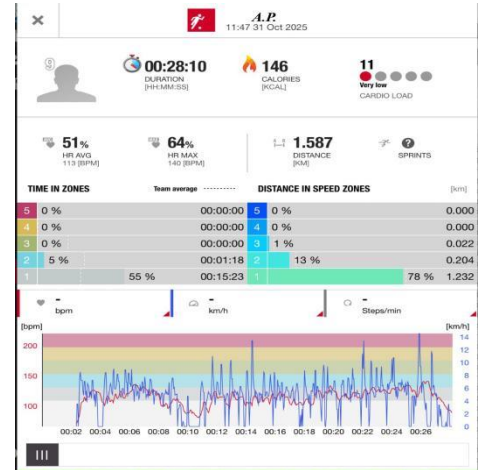 A.P.
11:47 31 Oct 2025
9
00:28:10
DURATION
[HH:MM:SS]
146
CALORIES
[KCAL]
11
Very low
CARDIO LOAD
51%
HR AVG
113 [BPM]
64%
HR MAX
140 [BPM]
1.587
DISTANCE
[KM]
?
SPRINTS
TIME IN ZONES Team average
5 0 % 00:00:00
4 0 % 00:00:00
3 0 % 00:00:00
2 5 % 00:01:18
1 55 % 00:15:23
DISTANCE IN SPEED ZONES [km]
5 0 % 0.000
4 0 % 0.000
3 1 % 0.022
2 13 % 0.204
1 78 % 1.232
- bpm
- km/h
- Steps/min
[bpm] [km/h]
200
150
100
14
12
10
8
6
4
2
0
00:02 00:04 00:06 00:08 00:10 00:12 00:14 00:16 00:18 00:20 00:22 00:24 00:26